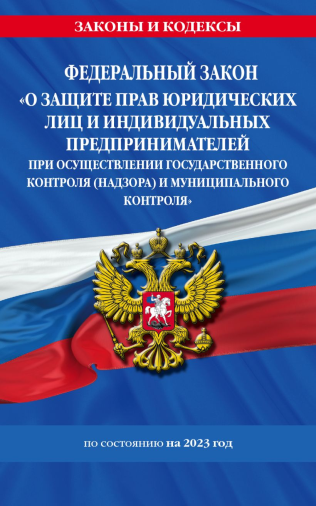 ЗАКОНЫ И КОДЕКСЫ
ФЕДЕРАЛЬНЫЙ ЗАКОН
«О ЗАЩИТЕ ПРАВ ЮРИДИЧЕСКИХ
ЛИЦ И ИНДИВИДУАЛЬНЫХ
ПРЕДПРИНИМАТЕЛЕЙ
ПРИ ОСУЩЕСТВЛЕНИИ ГОСУДАРСТВЕННОГО
КОНТРОЛЯ (НАДЗОРА) И МУНИЦИПАЛЬНОГО
КОНТРОЛЯ»
по состоянию на 2023 год